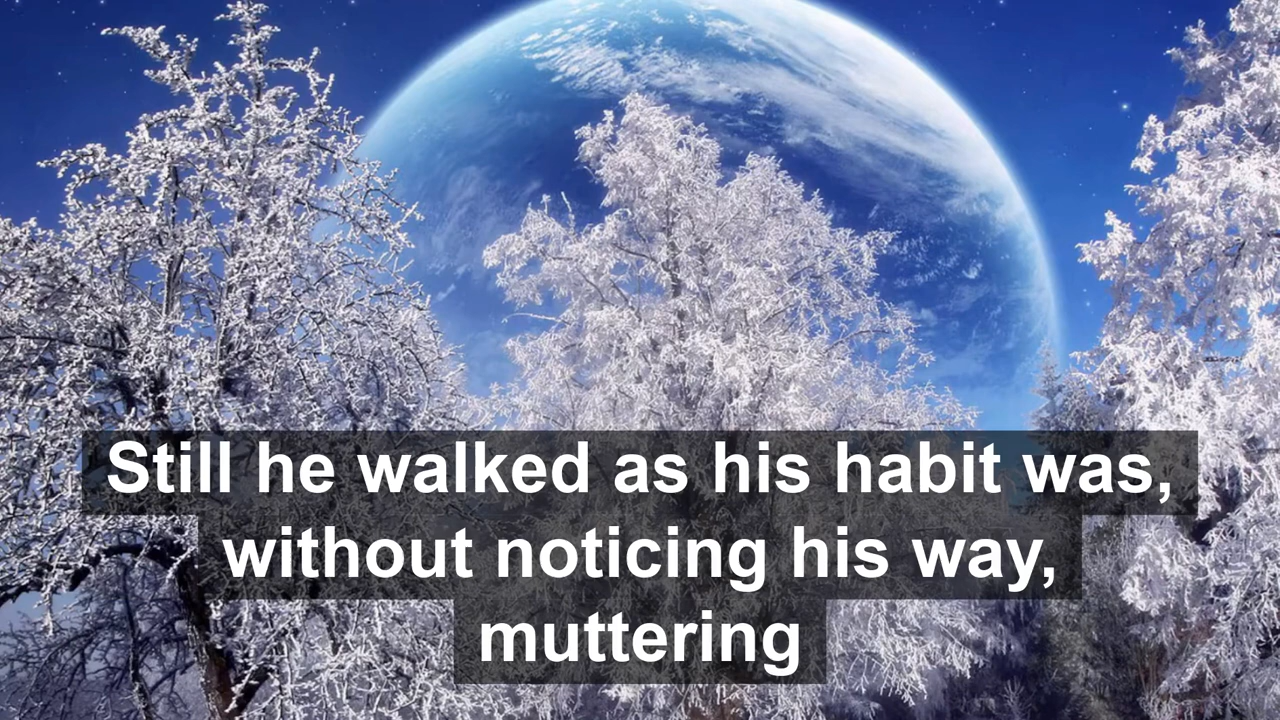 Still he walked as his habit was,
without noticing his way,
muttering